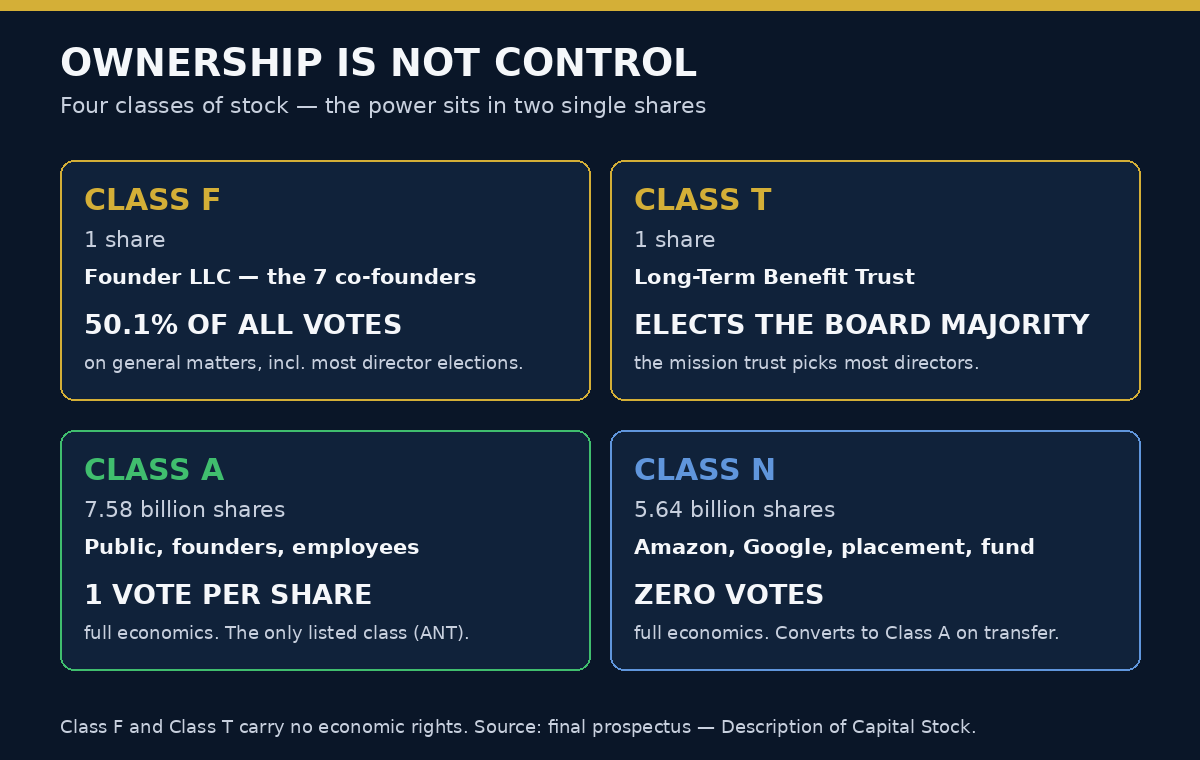 OWNERSHIP IS NOT CONTROL
Four classes of stock — the power sits in two single shares
CLASS F
1 share
Founder LLC — the 7 co-founders
50.1% OF ALL VOTES
on general matters, incl. most director elections.
CLASS T
1 share
Long-Term Benefit Trust
ELECTS THE BOARD MAJORITY
the mission trust picks most directors.
CLASS A
7.58 billion shares
Public, founders, employees
1 VOTE PER SHARE
full economics. The only listed class (ANT).
CLASS N
5.64 billion shares
Amazon, Google, placement, fund
ZERO VOTES
full economics. Converts to Class A on transfer.
Class F and Class T carry no economic rights. Source: final prospectus — Description of Capital Stock.